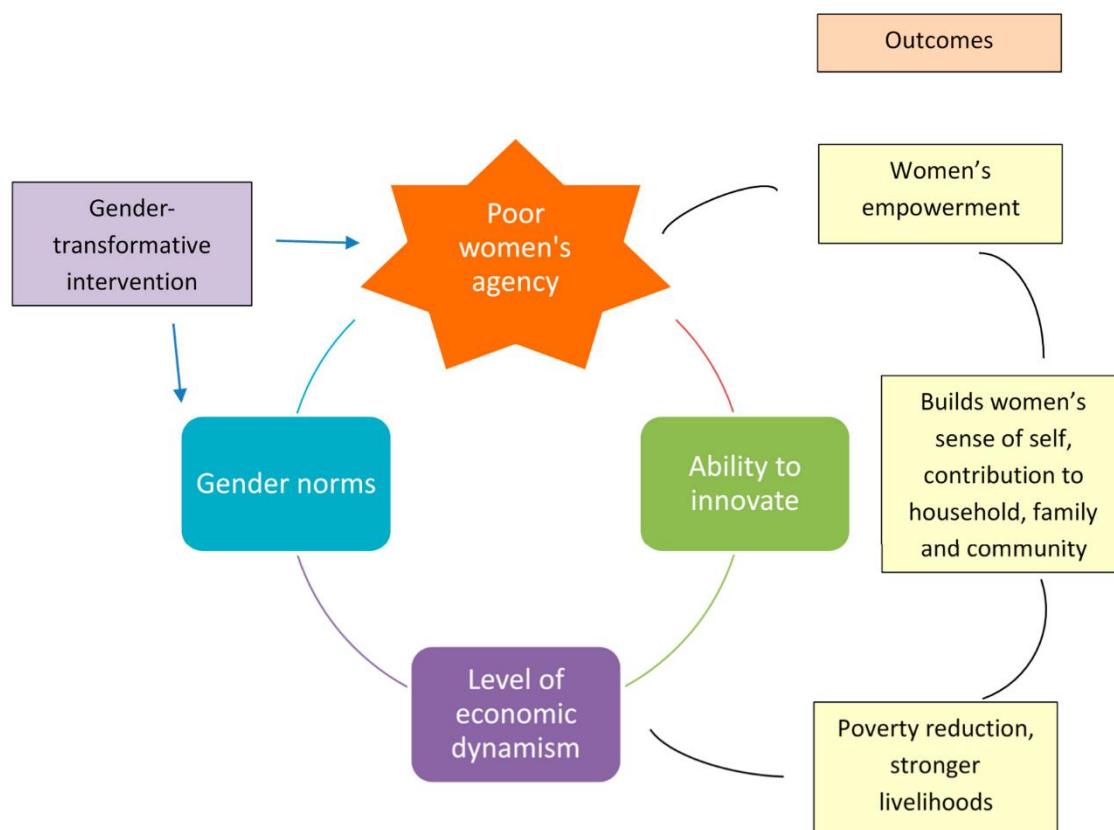 Outcomes
Women’s
empowerment
Gender-
transformative
intervention
Poor
women's
agency
Builds women’s
sense of self,
contribution to
household, family
and community
Gender norms
Ability to
innovate
Level of
economic
dynamism
Poverty reduction,
stronger
livelihoods